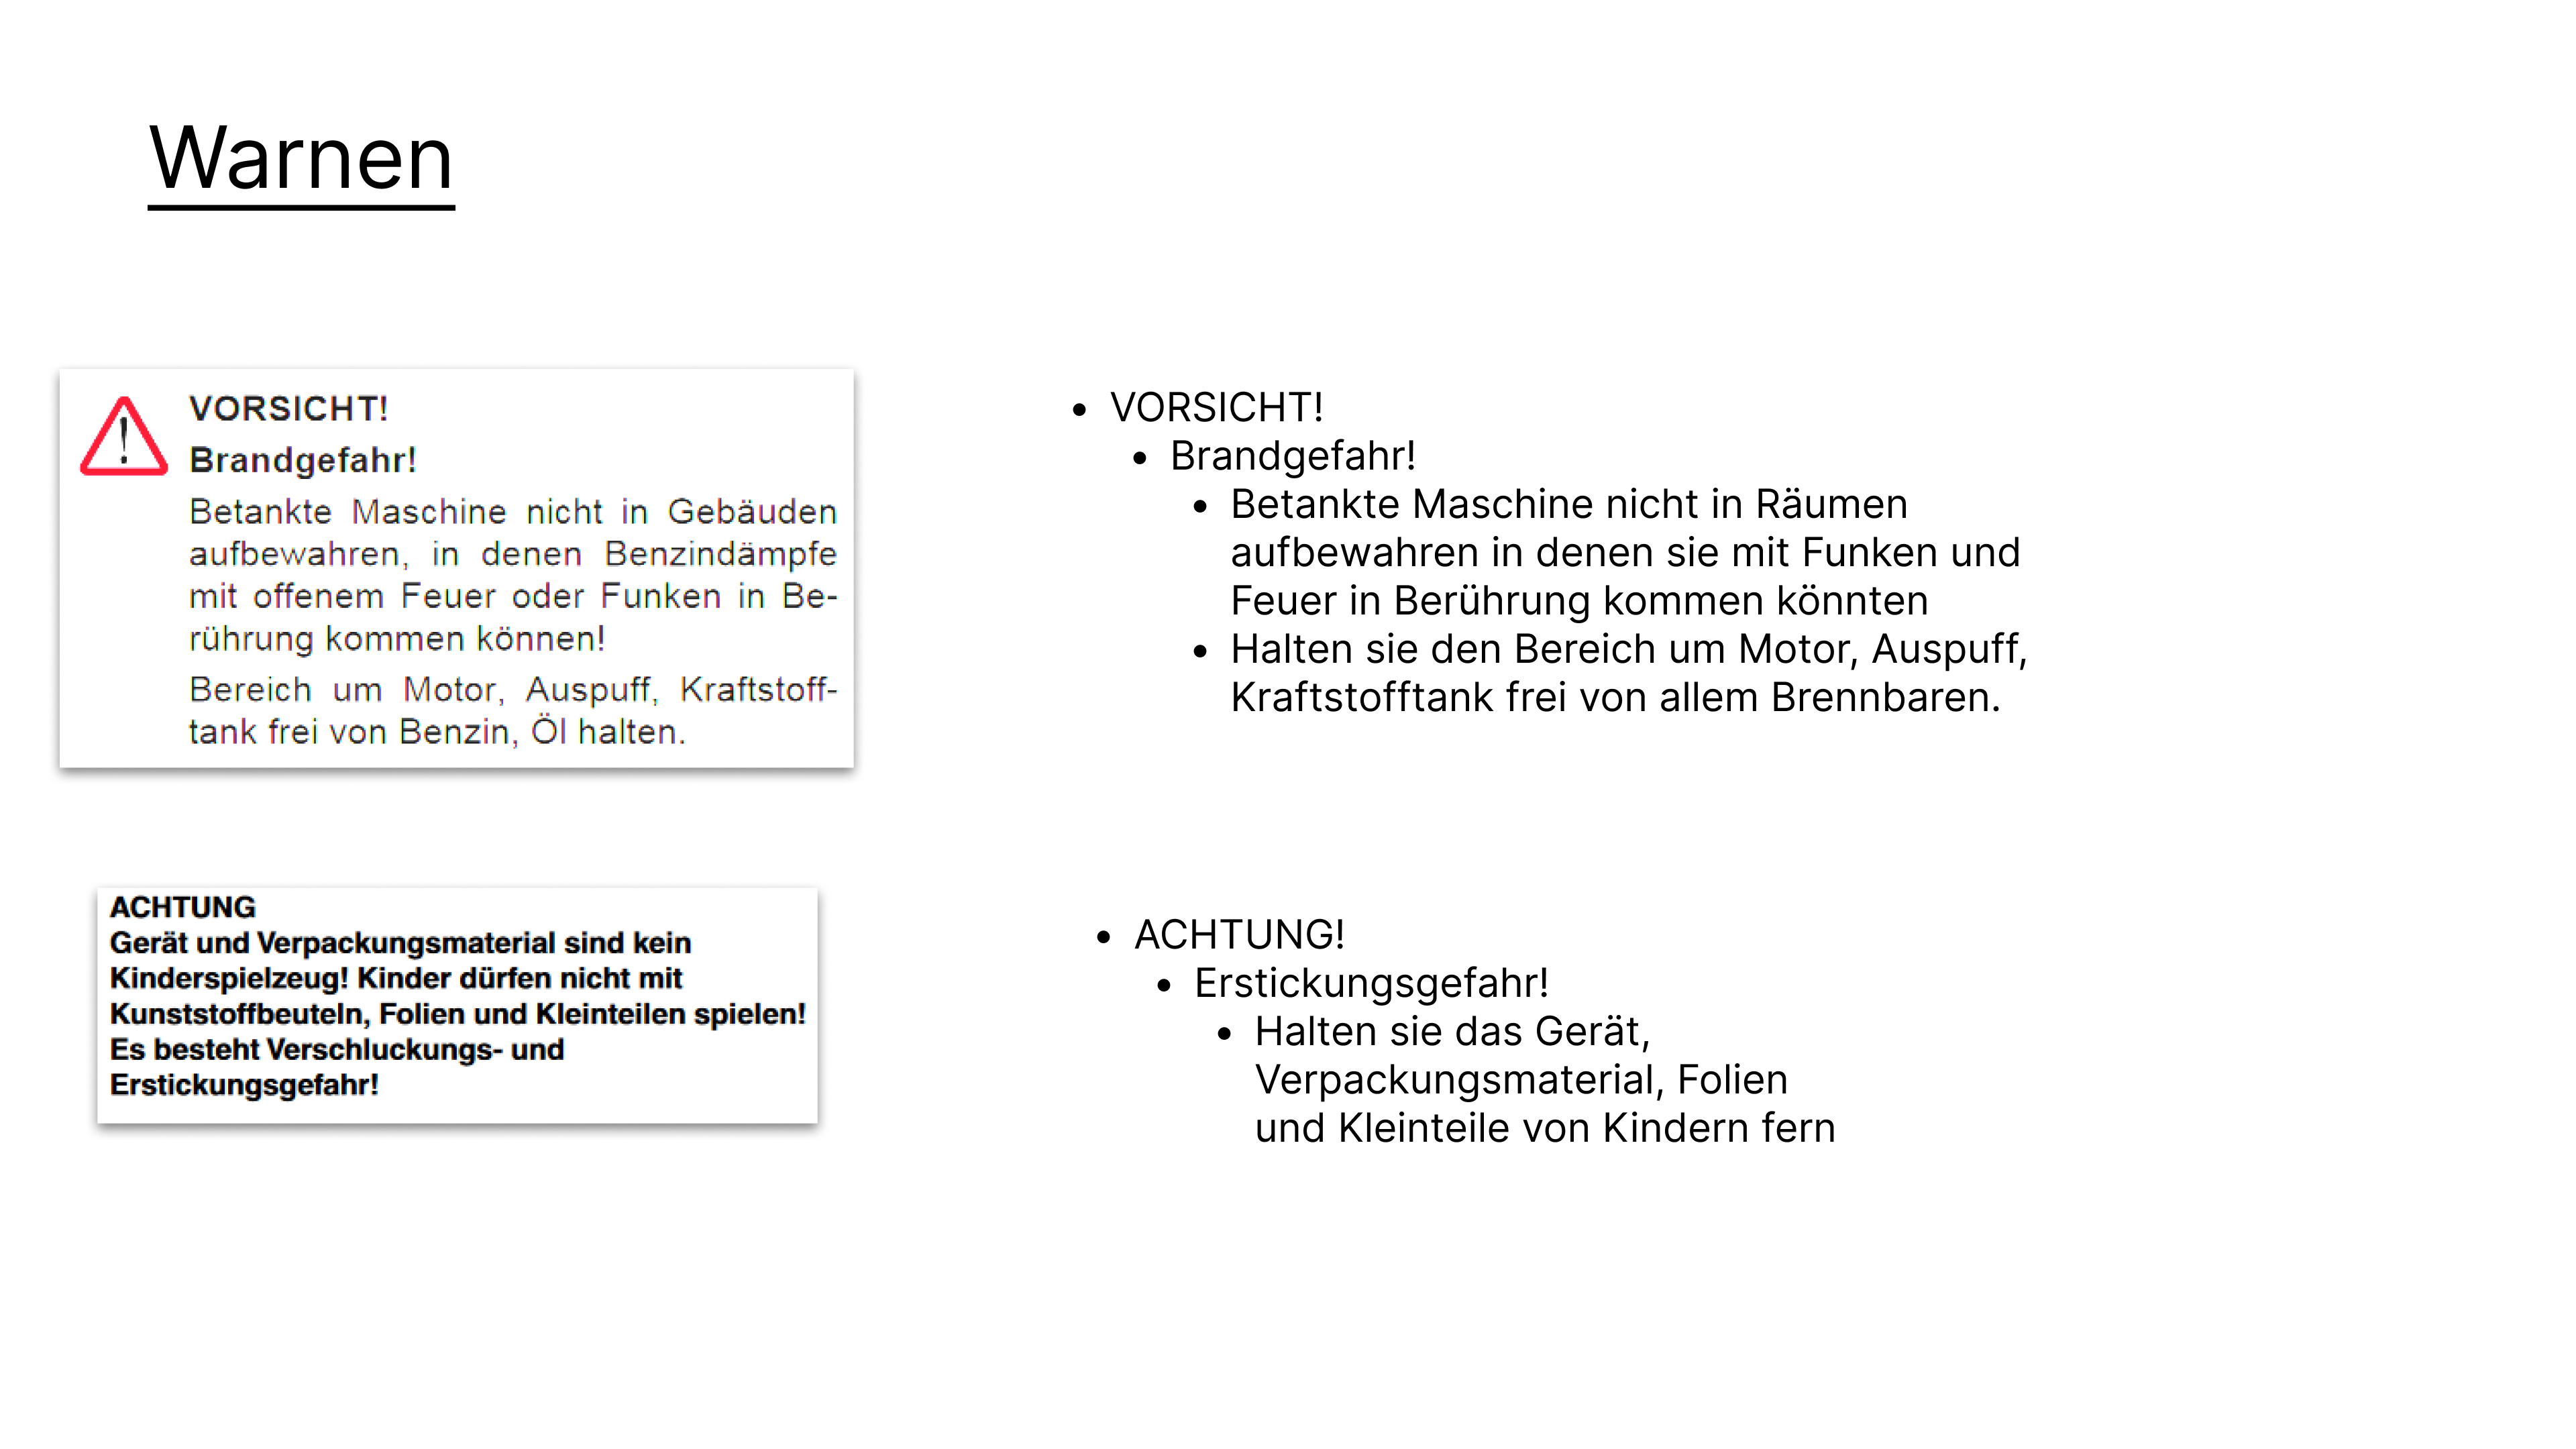 Warnen
VORSICHT!
Brandgefahr!
Betankte Maschine nicht in Gebäuden
aufbewahren, in denen Benzindämpfe
mit offenem Feuer oder Funken in Be-
rührung kommen können!
Bereich um Motor, Auspuff, Kraftstoff-
tank frei von Benzin, Öl halten.
• VORSICHT!
• Brandgefahr!
• Betankte Maschine nicht in Räumen
aufbewahren in denen sie mit Funken und
Feuer in Berührung kommen könnten
• Halten sie den Bereich um Motor, Auspuff,
Kraftstofftank frei von allem Brennbaren.
ACHTUNG
Gerät und Verpackungsmaterial sind kein
Kinderspielzeug! Kinder dürfen nicht mit
Kunststoffbeuteln, Folien und Kleinteilen spielen!
Es besteht Verschluckungs- und
Erstickungsgefahr!
• ACHTUNG!
• Erstickungsgefahr!
• Halten sie das Gerät,
Verpackungsmaterial, Folien
und Kleinteile von Kindern fern